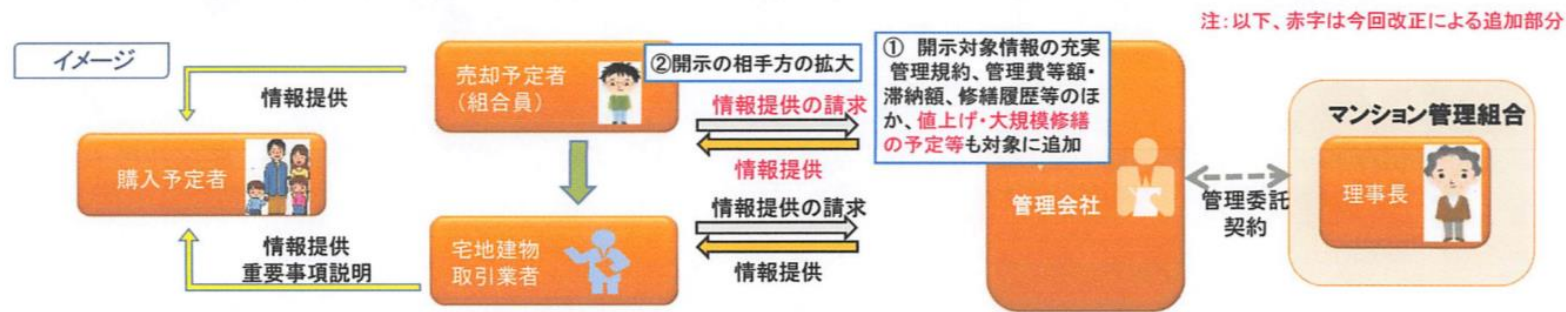 注：以下、赤字は今回改正による追加部分
イメージ
売却予定者
（組合員）
②開示の相手方の拡大
① 開示対象情報の充実
管理規約、管理費等額・
滞納額、修繕履歴等のほ
か、値上げ・大規模修繕
の予定等も対象に追加
情報提供
情報提供の請求
情報提供
マンション管理組合
購入予定者
管理会社
管理委託
契約
理事長
情報提供の請求
情報提供
宅地建物
取引業者
情報提供
重要事項説明